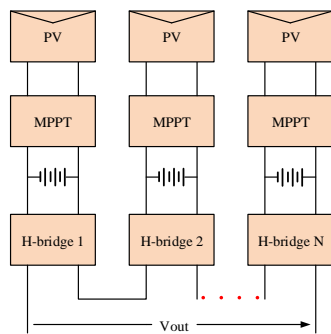 PV PV PV
MPPT MPPT MPPT
H-bridge 1 H-bridge 2 H-bridge N
Vout